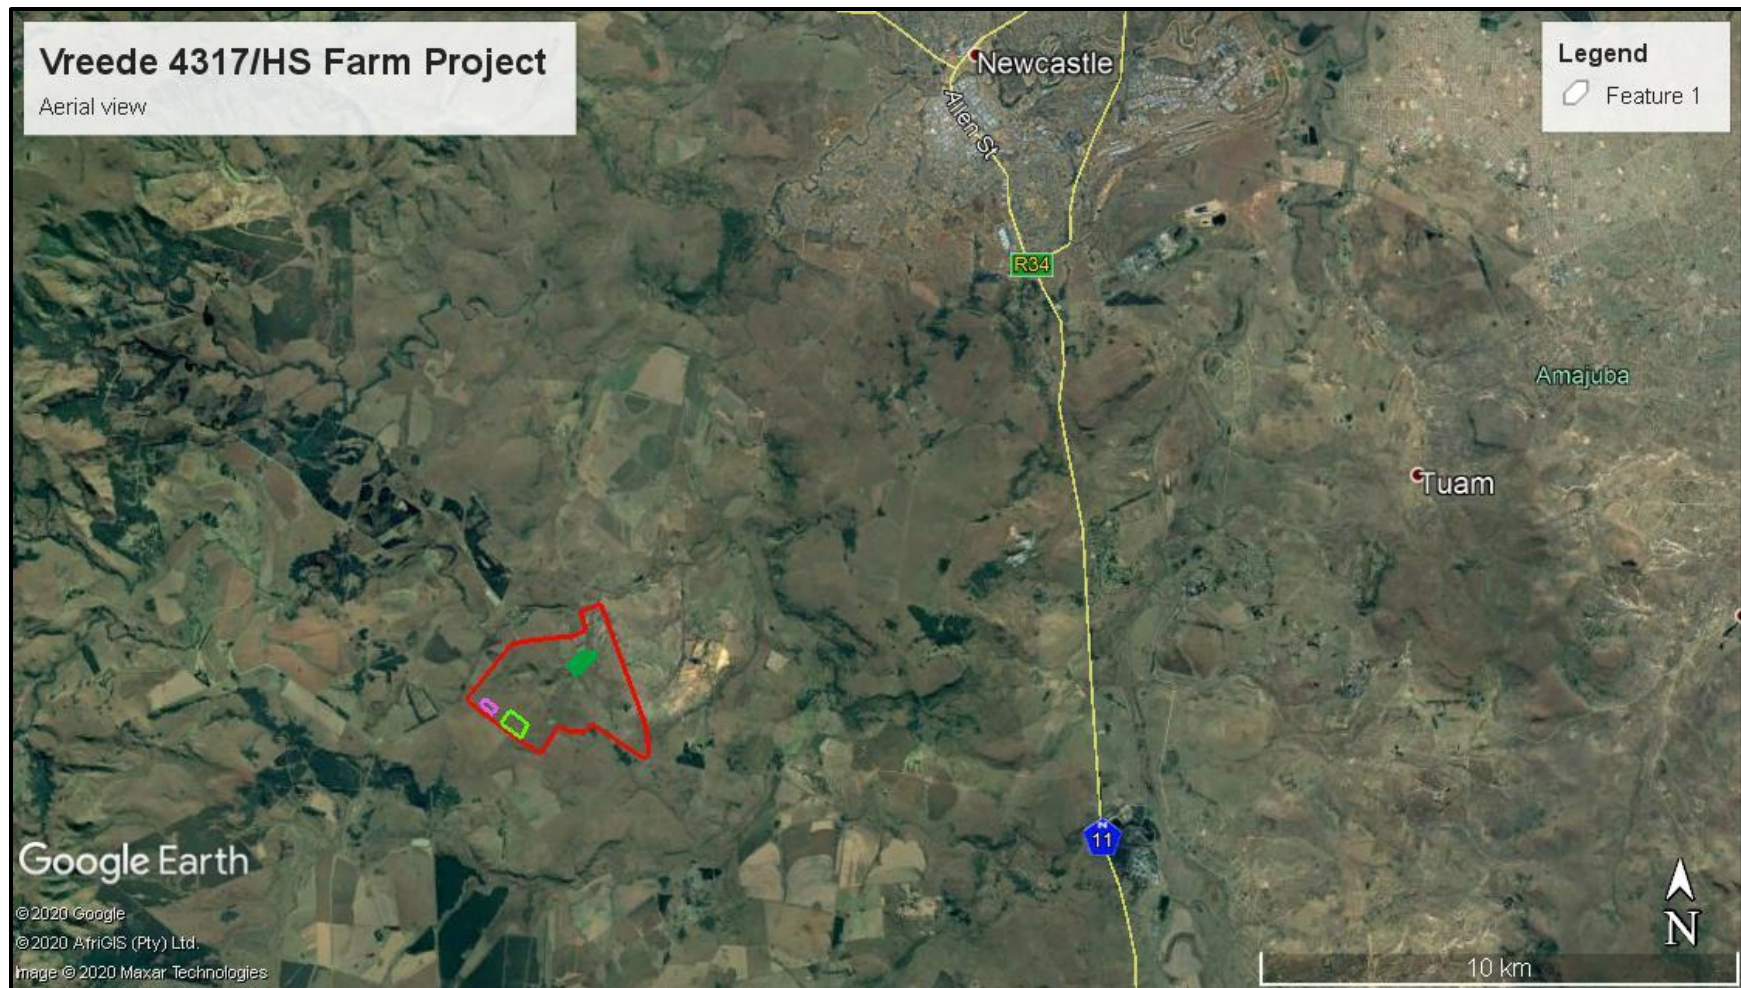 Vreede 4317/HS Farm Project
Aerial view
Legend
Feature 1
Newcastle
Allen St
R34
Amajuba
Tuam
N
11
Google Earth
©2020 Google
©2020 AfriGIS (Pty) Ltd.
Image © 2020 Maxar Technologies
N
10 km